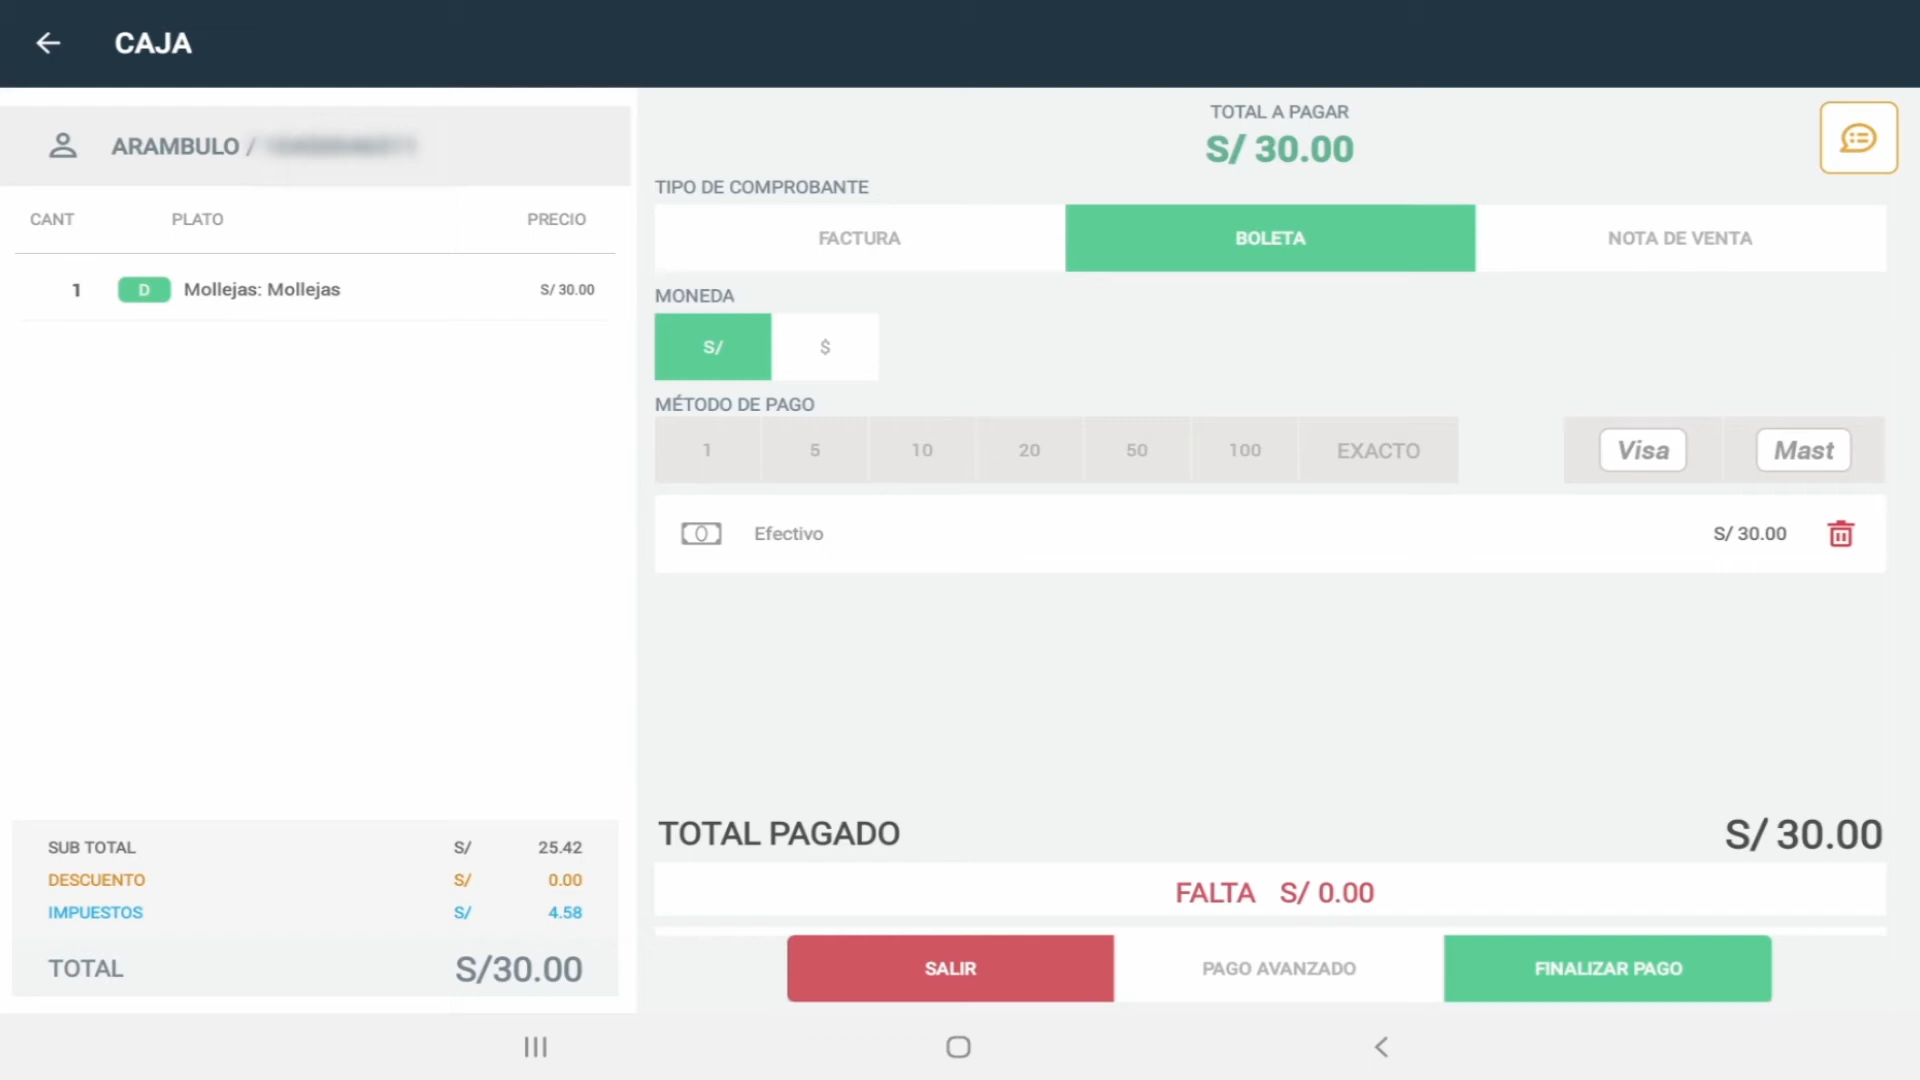 CAJA
ARAMBULO /
CANT PLATO PRECIO
1 D Mollejas: Mollejas S/ 30.00
SUB TOTAL S/ 25.42
DESCUENTO S/ 0.00
IMPUESTOS S/ 4.58
TOTAL S/30.00
TOTAL A PAGAR
S/ 30.00
TIPO DE COMPROBANTE
FACTURA BOLETA NOTA DE VENTA
MONEDA
S/ $
MÉTODO DE PAGO
1 5 10 20 50 100 EXACTO Visa Mast
Efectivo S/ 30.00
TOTAL PAGADO S/ 30.00
FALTA S/ 0.00
SALIR PAGO AVANZADO FINALIZAR PAGO